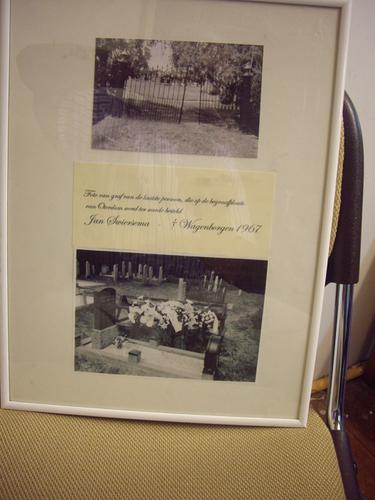 Foto van graf van de laatste persoon, die op de begraafplaats
van Oterdum werd ter aarde besteld
Jan Swiersema - † Wagenborgen 1967